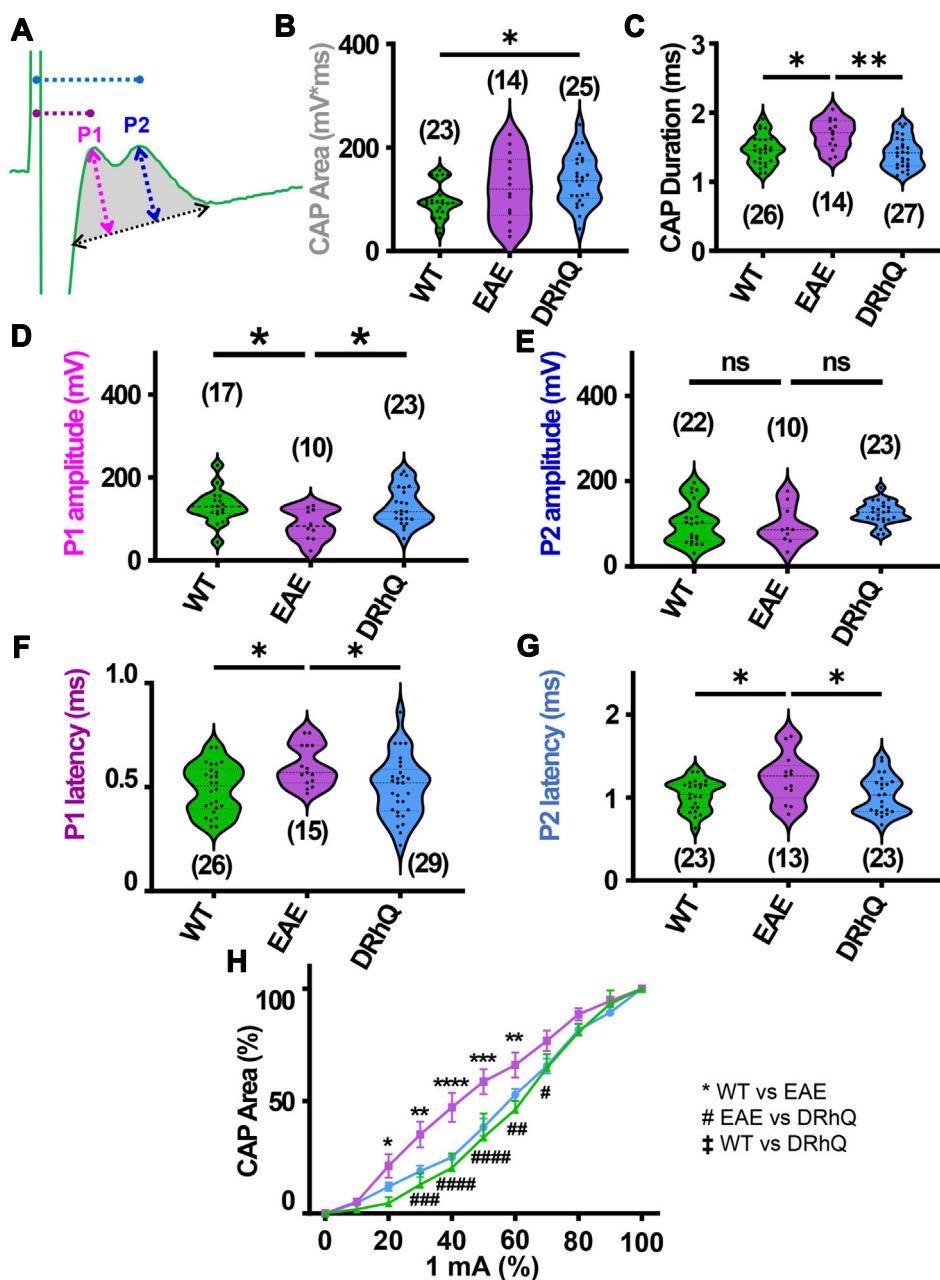 A
P1
P2
B
CAP Area (mV*ms)
400
200
0
*
(23)
(14)
(25)
WT
EAE
DRhQ
C
CAP Duration (ms)
3
2
1
0
*
**
(26)
(14)
(27)
WT
EAE
DRhQ
D
P1 amplitude (mV)
400
200
0
*
*
(17)
(10)
(23)
WT
EAE
DRhQ
E
P2 amplitude (mV)
400
200
0
ns
ns
(22)
(10)
(23)
WT
EAE
DRhQ
F
P1 latency (ms)
1.0
0.5
0
*
*
(26)
(15)
(29)
WT
EAE
DRhQ
G
P2 latency (ms)
2
1
0
*
*
(23)
(13)
(23)
WT
EAE
DRhQ
H
CAP Area (%)
100
50
0
*
**
****
***
**
#
##
####
####
###
0
20
40
60
80
100
1 mA (%)
* WT vs EAE
# EAE vs DRhQ
‡ WT vs DRhQ